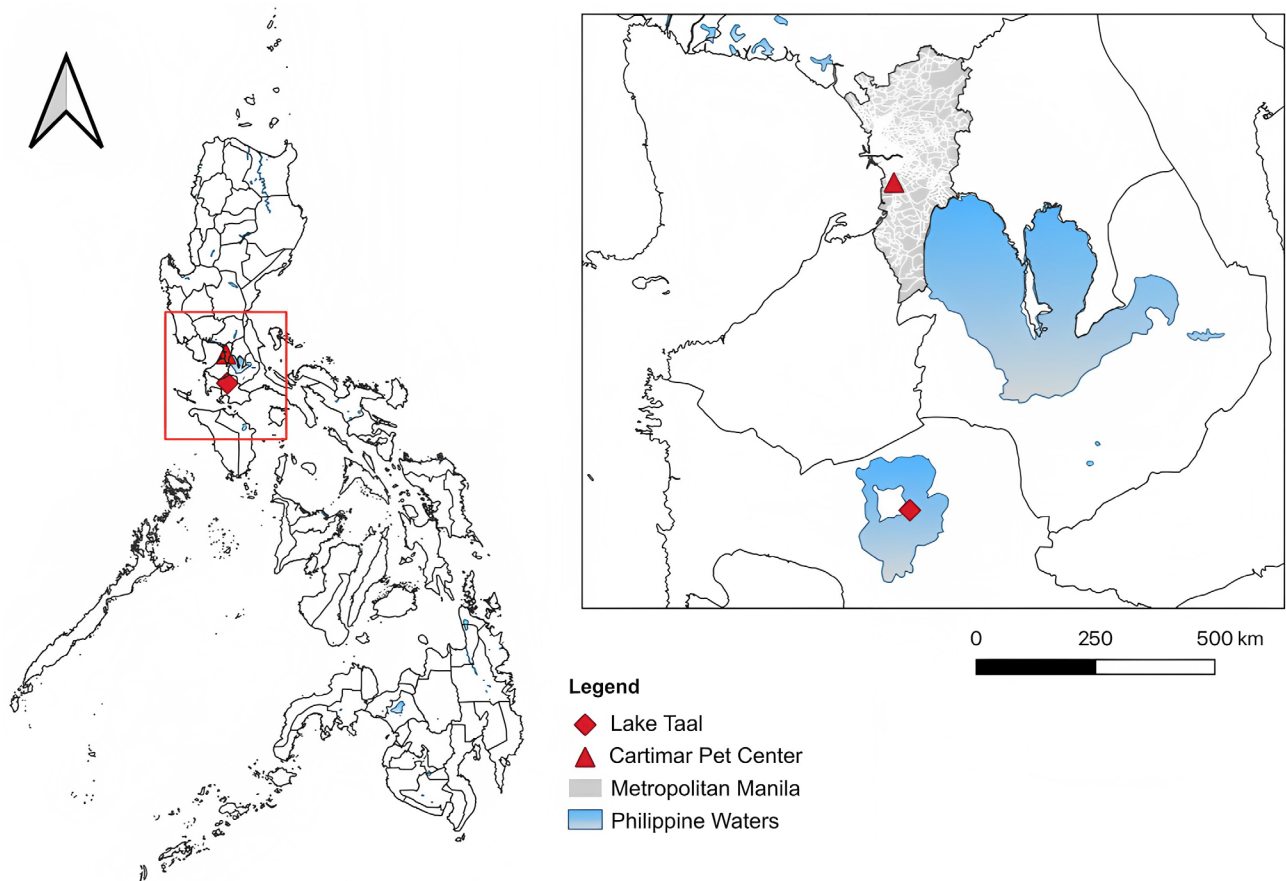 0 250 500 km
Legend
Lake Taal
Cartimar Pet Center
Metropolitan Manila
Philippine Waters